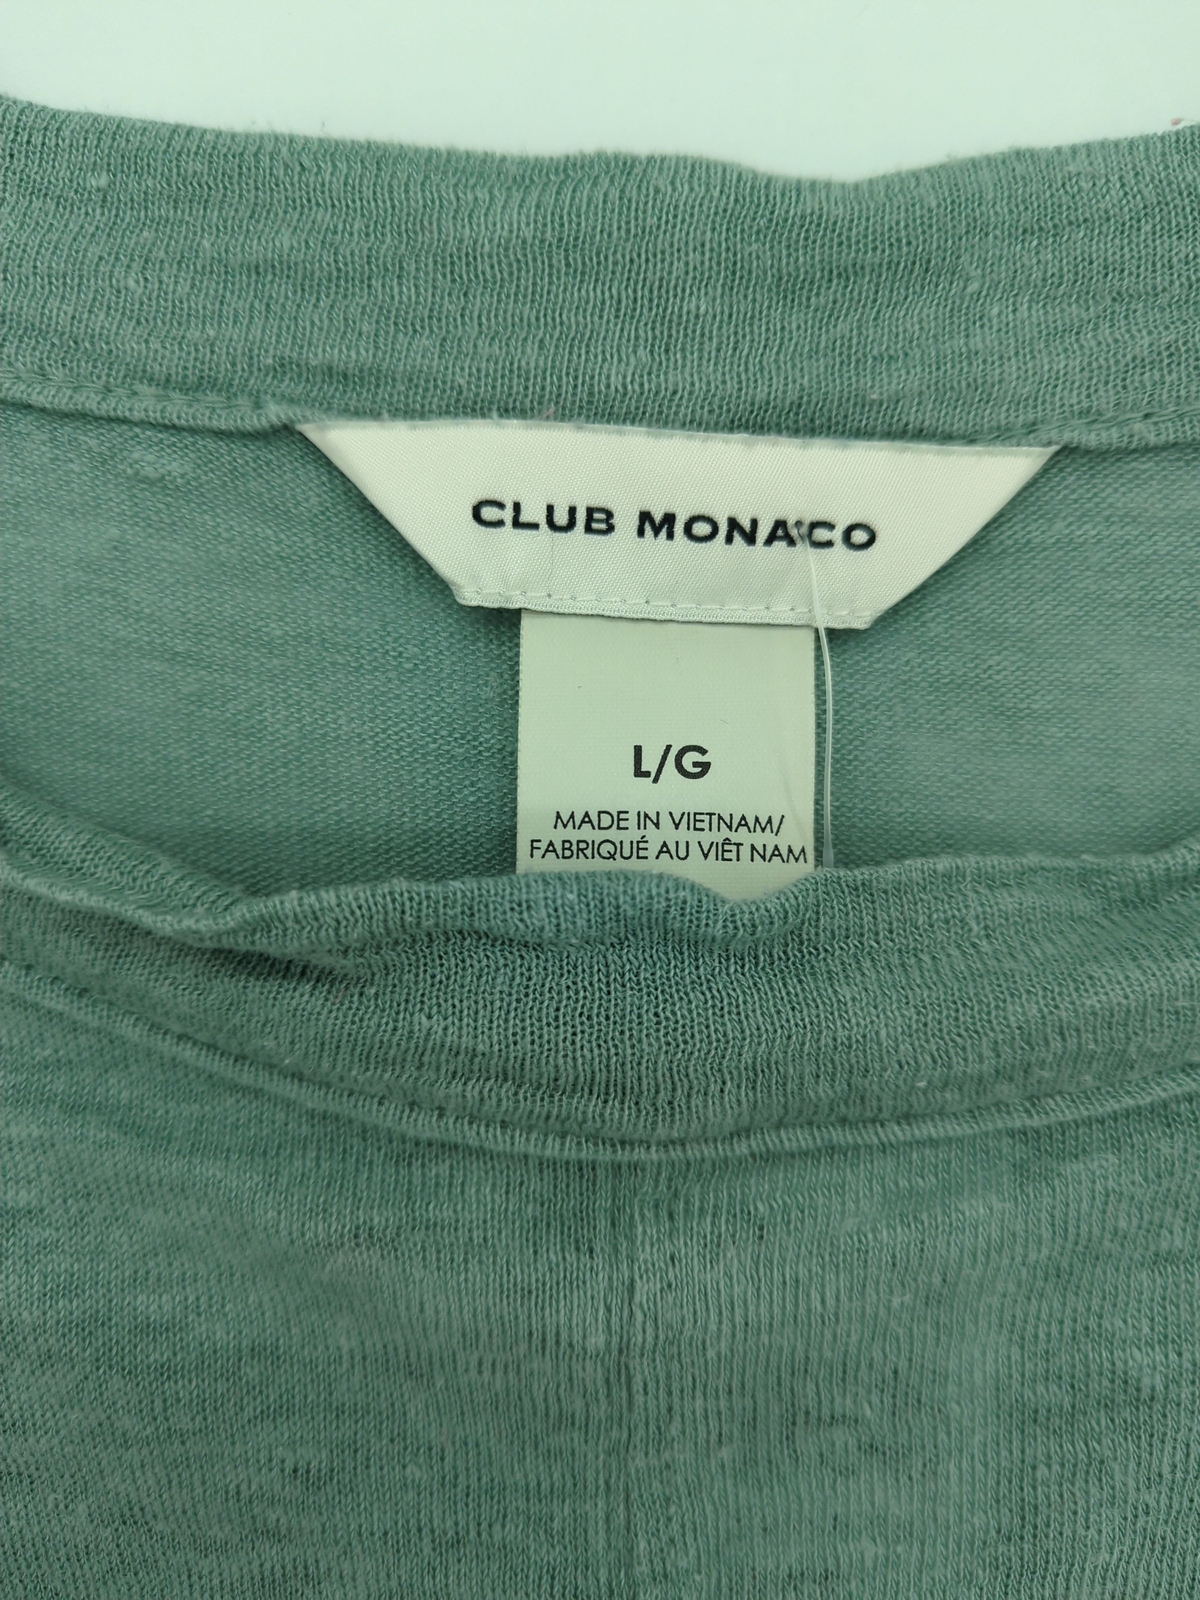 CLUB MONACO
L/G
MADE IN VIETNAM/
FABRIQUÉ AU VIÊT NAM